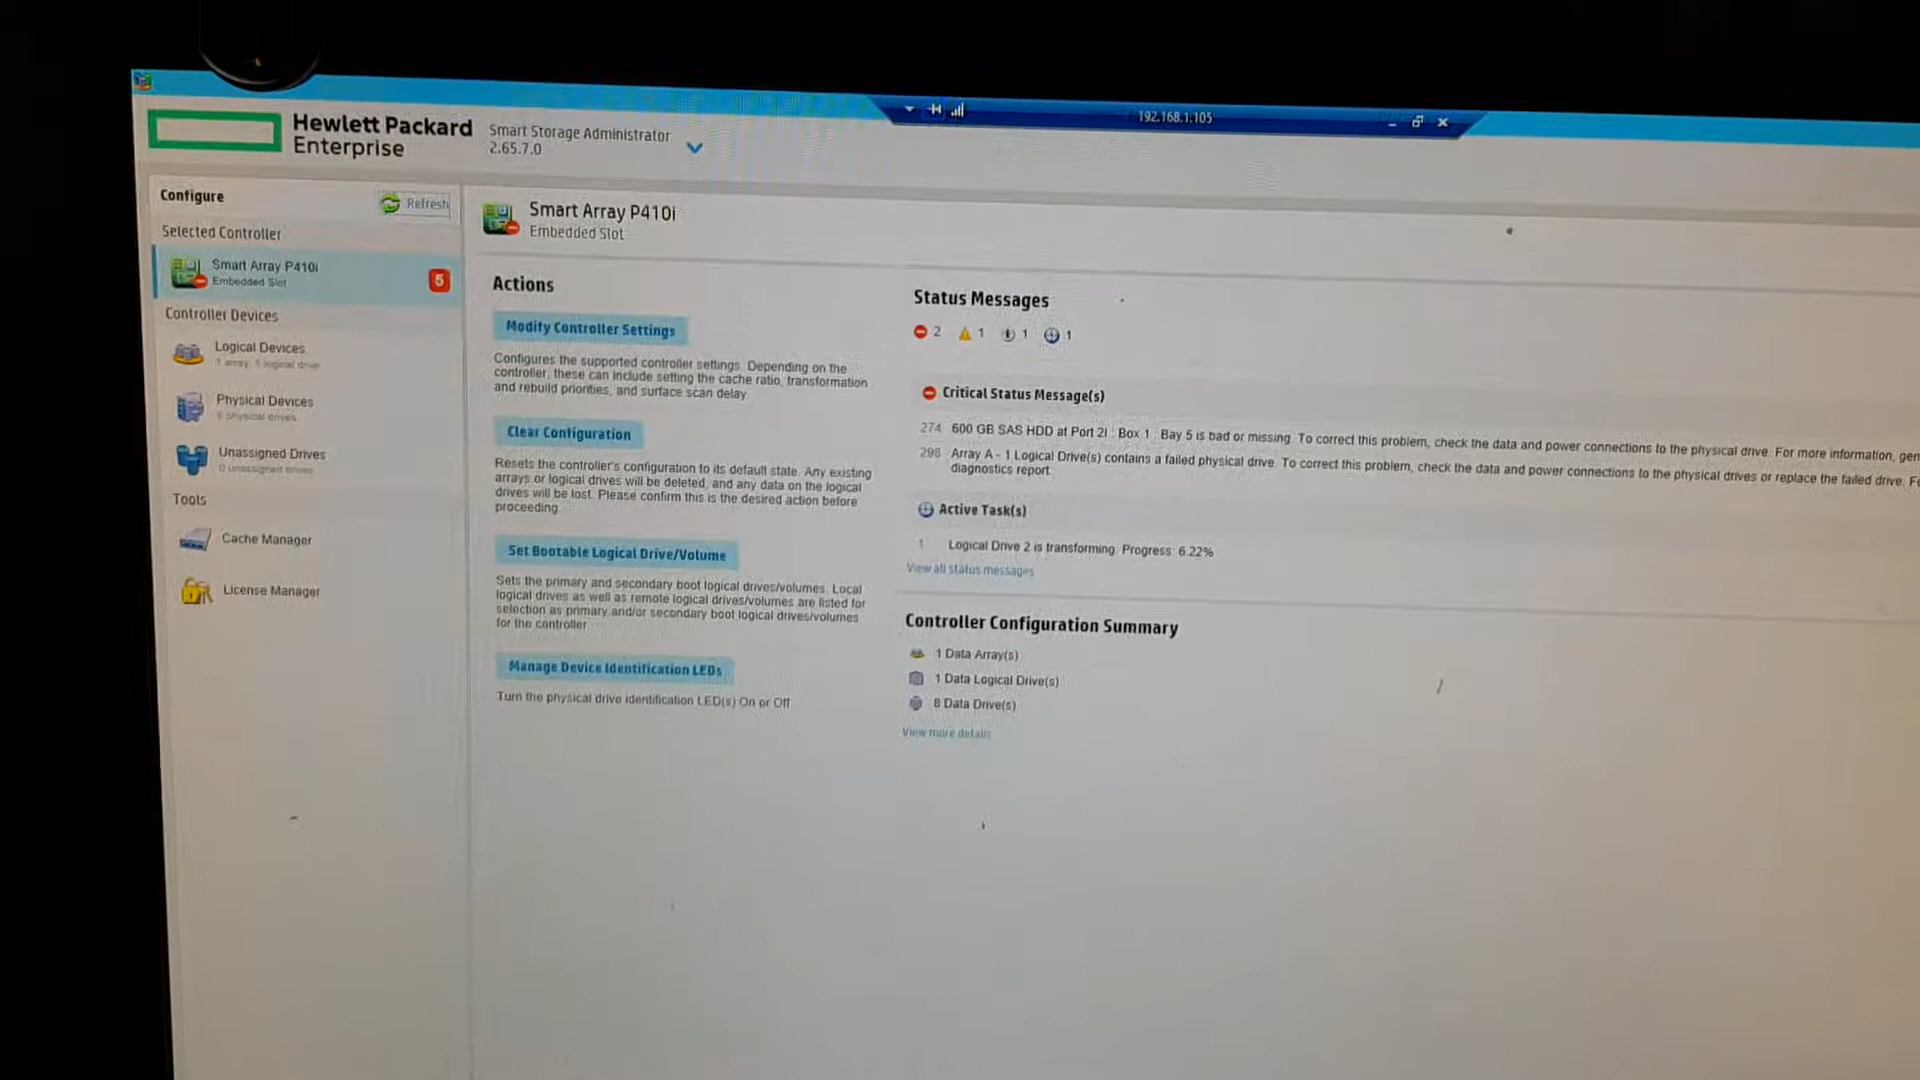 192.168.1.105
Hewlett Packard
Enterprise
Smart Storage Administrator
2.65.7.0
Configure
Refresh
Selected Controller
Smart Array P410i
Embedded Slot
5
Controller Devices
Logical Devices
1 array, 1 logical drive
Physical Devices
physical drives
Unassigned Drives
0 unassigned drives
Tools
Cache Manager
License Manager
Smart Array P410i
Embedded Slot
Actions
Modify Controller Settings
Configures the supported controller settings. Depending on the
controller, these can include setting the cache ratio, transformation
and rebuild priorities, and surface scan delay.
Clear Configuration
Resets the controller's configuration to its default state. Any existing
arrays or logical drives will be deleted, and any data on the logical
drives will be lost. Please confirm this is the desired action before
proceeding.
Set Bootable Logical Drive/Volume
Sets the primary and secondary boot logical drives/volumes. Local
logical drives as well as remote logical drives/volumes are listed for
selection as primary and/or secondary boot logical drives/volumes
for the controller.
Manage Device Identification LEDs
Turn the physical drive identification LED(s) On or Off
Status Messages
2 1 1 1
Critical Status Message(s)
274 600 GB SAS HDD at Port 2I : Box 1 : Bay 5 is bad or missing. To correct this problem, check the data and power connections to the physical drive. For more information, gen
298 Array A - 1 Logical Drive(s) contains a failed physical drive. To correct this problem, check the data and power connections to the physical drives or replace the failed drive. Fo
diagnostics report.
Active Task(s)
1 Logical Drive 2 is transforming. Progress: 6.22%
View all status messages
Controller Configuration Summary
1 Data Array(s)
1 Data Logical Drive(s)
8 Data Drive(s)
View more details